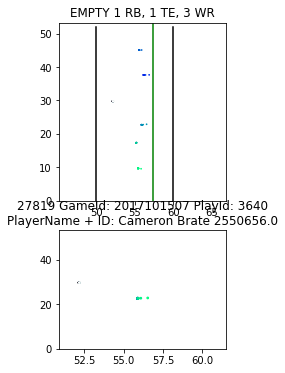 EMPTY 1 RB, 1 TE, 3 WR
50
40
30
20
10
0
50 55 60 65
27819 GameId: 2017101507 PlayId: 3640
PlayerName + ID: Cameron Brate 2550656.0
40
20
0
52.5 55.0 57.5 60.0